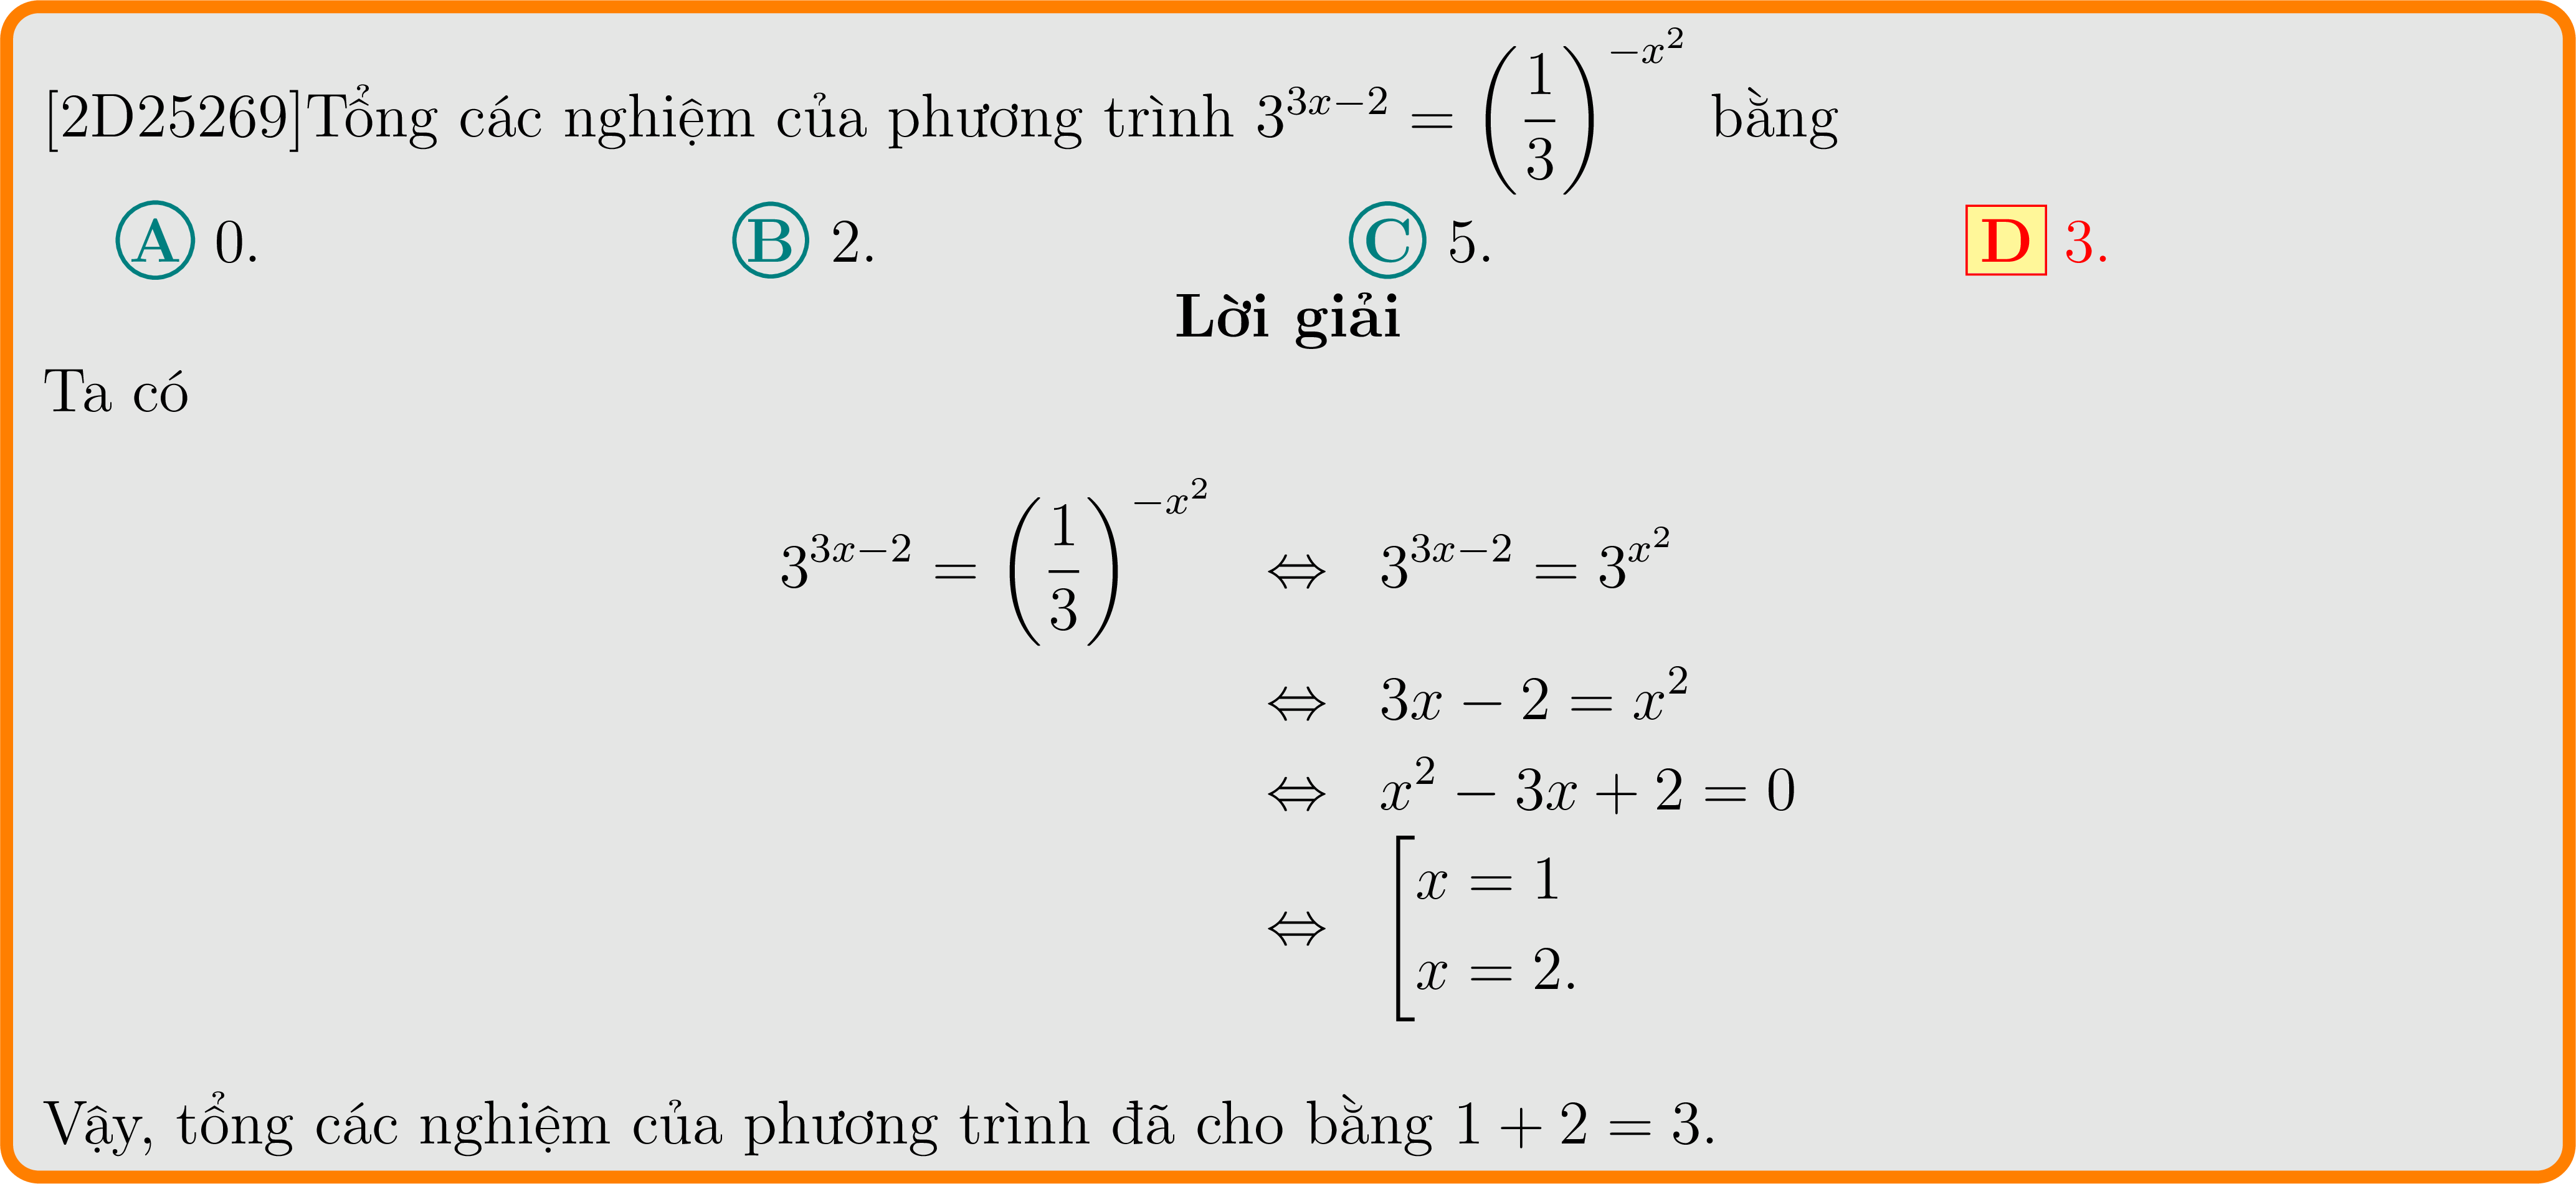 [2D25269]Tổng các nghiệm của phương trình $3^{3x-2} = \left(\dfrac{1}{3}\right)^{-x^2}$ bằng
A 0. B 2. C 5. D 3.
Lời giải
Ta có
$3^{3x-2} = \left(\dfrac{1}{3}\right)^{-x^2} \Leftrightarrow 3^{3x-2} = 3^{x^2}$
$\Leftrightarrow 3x - 2 = x^2$
$\Leftrightarrow x^2 - 3x + 2 = 0$
$\Leftrightarrow \left[\begin{array}{l} x = 1 \\ x = 2. \end{array}\right.$
Vậy, tổng các nghiệm của phương trình đã cho bằng $1 + 2 = 3$.